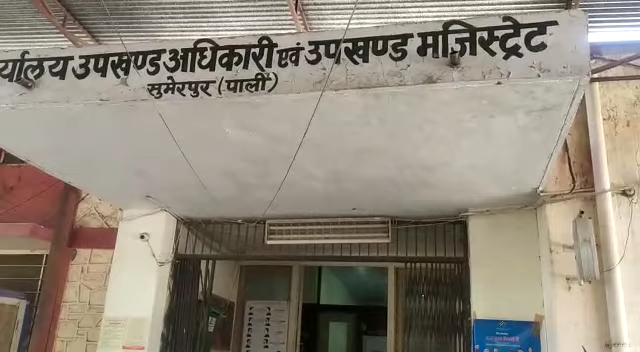 र्यालय उपखण्ड अधिकारी एवं उपखण्ड मजिस्ट्रेट
सुमेरपुर (पाली)